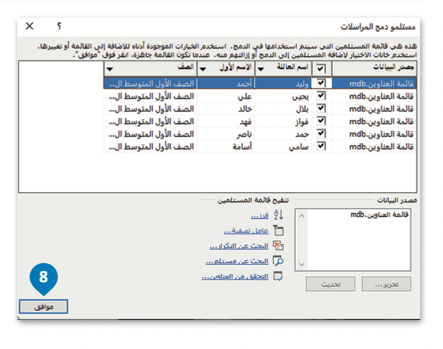 مستلمو دمج المراسلات
هذه هي قائمة المستلمين التي سيتم استخدامها في الدمج. استخدم الخيارات الموجودة أدناه للإضافة إلى القائمة أو تغييرها.
استخدم خانات الاختيار لإضافة المستلمين إلى الدمج أو إزالتهم منه. عندما تكون القائمة جاهزة، انقر فوق "موافق".
مصدر البيانات اسم العائلة الاسم الأول الصف
قائمة العناوين.mdb وليد أحمد الصف الأول المتوسط ال...
قائمة العناوين.mdb يحيى علي الصف الأول المتوسط ال...
قائمة العناوين.mdb بلال خالد الصف الأول المتوسط ال...
قائمة العناوين.mdb فواز فهد الصف الأول المتوسط ال...
قائمة العناوين.mdb حمد ناصر الصف الأول المتوسط ال...
قائمة العناوين.mdb سامي أسامة الصف الأول المتوسط ال...
مصدر البيانات
قائمة العناوين.mdb
تحرير... تحديث
تنقيح قائمة المستلمين
فرز...
عامل تصفية...
البحث عن التكرار...
البحث عن مستلم...
التحقق من العناوين...
8
موافق